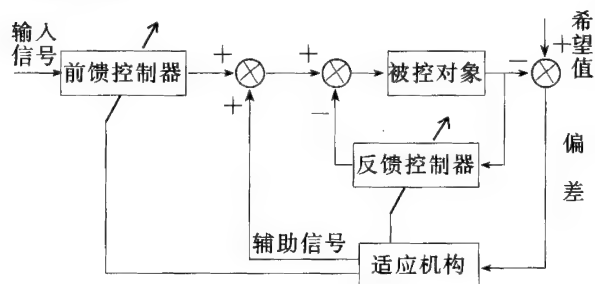 输入
信号
前馈控制器
+
+
+
−
被控对象
−
+
希望值
反馈控制器
偏差
辅助信号
适应机构